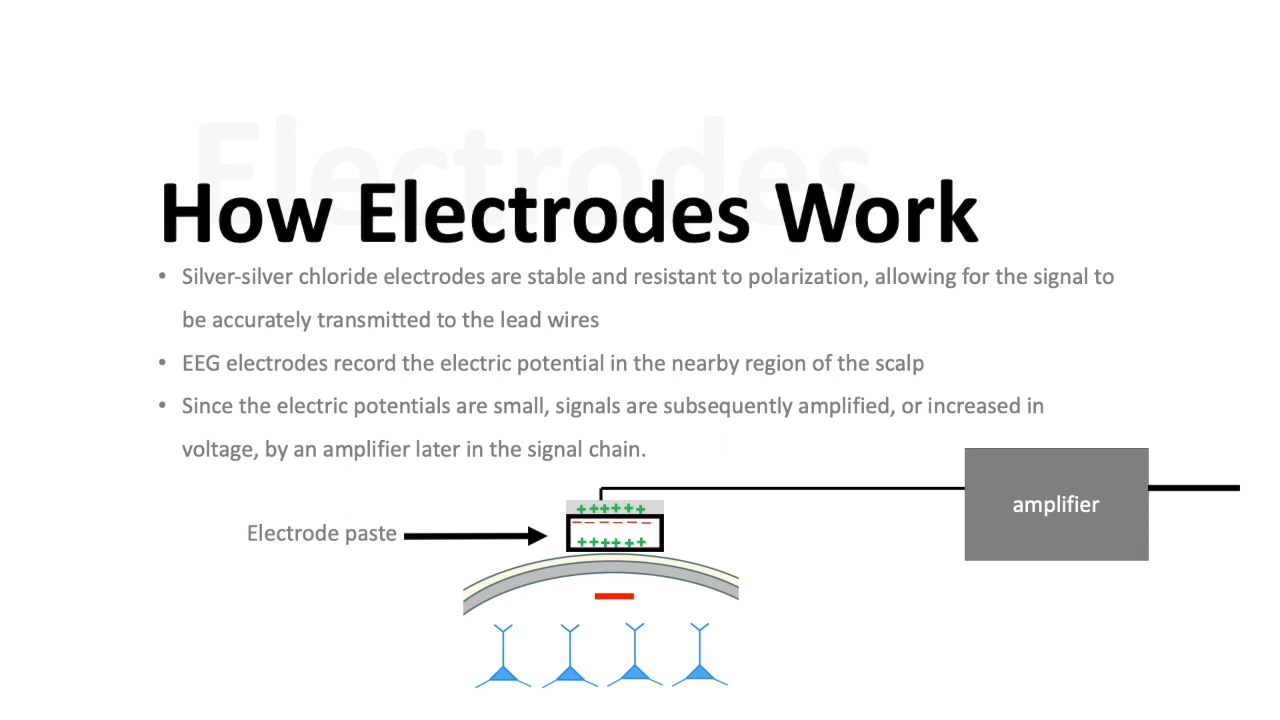 Electrodes
How Electrodes Work
• Silver-silver chloride electrodes are stable and resistant to polarization, allowing for the signal to
be accurately transmitted to the lead wires
• EEG electrodes record the electric potential in the nearby region of the scalp
• Since the electric potentials are small, signals are subsequently amplified, or increased in
voltage, by an amplifier later in the signal chain.
amplifier
++++++
Electrode paste
– – – – – –
++++++